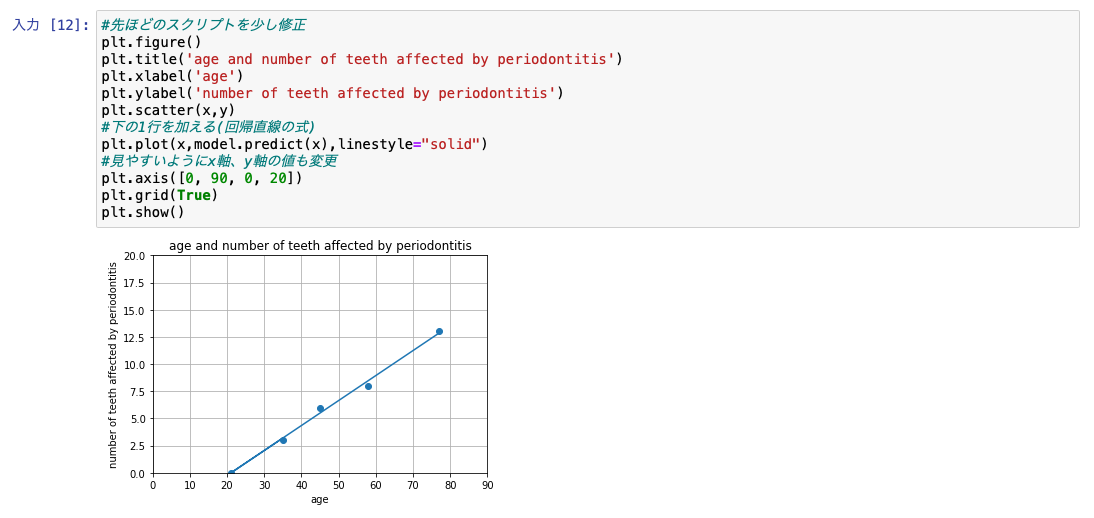 入力 [12]: #先ほどのスクリプトを少し修正
plt.figure()
plt.title('age and number of teeth affected by periodontitis')
plt.xlabel('age')
plt.ylabel('number of teeth affected by periodontitis')
plt.scatter(x,y)
#下の1行を加える(回帰直線の式)
plt.plot(x,model.predict(x),linestyle="solid")
#見やすいようにx軸、y軸の値も変更
plt.axis([0, 90, 0, 20])
plt.grid(True)
plt.show()
age and number of teeth affected by periodontitis
number of teeth affected by periodontitis
20.0
17.5
15.0
12.5
10.0
7.5
5.0
2.5
0.0
0 10 20 30 40 50 60 70 80 90
age